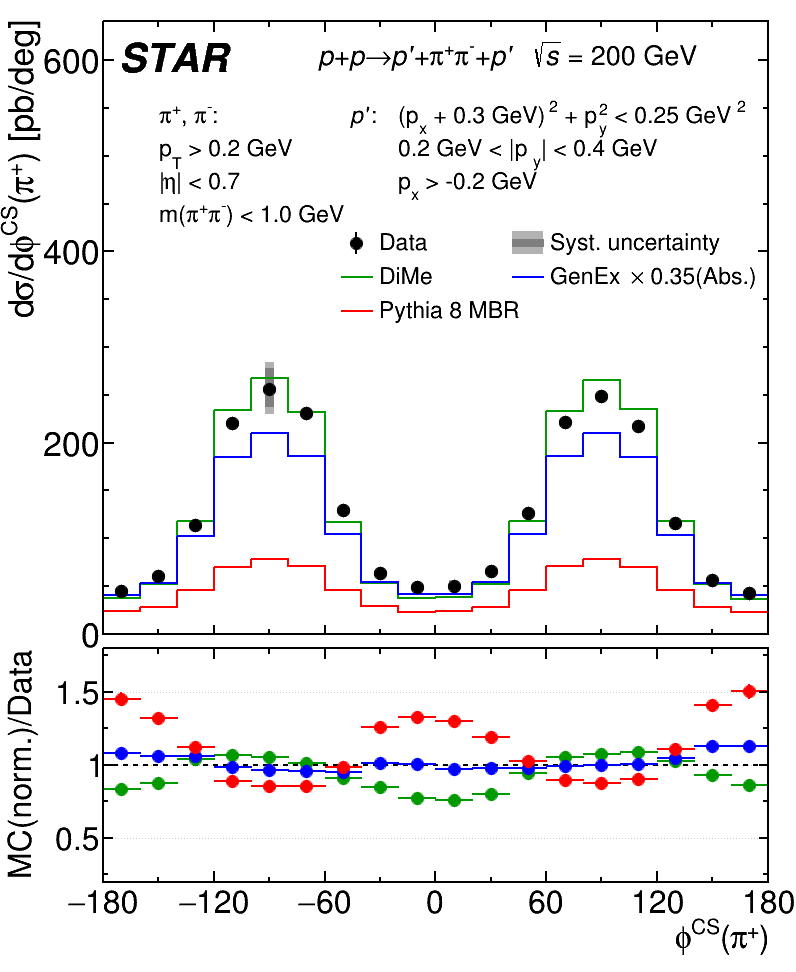 STAR p+p→p′+π⁺π⁻+p′ √s = 200 GeV
π⁺, π⁻: p′: (pₓ + 0.3 GeV)² + p_y² < 0.25 GeV²
p_T > 0.2 GeV 0.2 GeV < |p_y| < 0.4 GeV
|η| < 0.7 pₓ > -0.2 GeV
m(π⁺π⁻) < 1.0 GeV
Data Syst. uncertainty
DiMe GenEx × 0.35(Abs.)
Pythia 8 MBR
dσ/dϕ^CS(π⁺) [pb/deg]
600
400
200
0
MC(norm.)/Data
1.5
1
0.5
−180 −120 −60 0 60 120 180
ϕ^CS(π⁺)